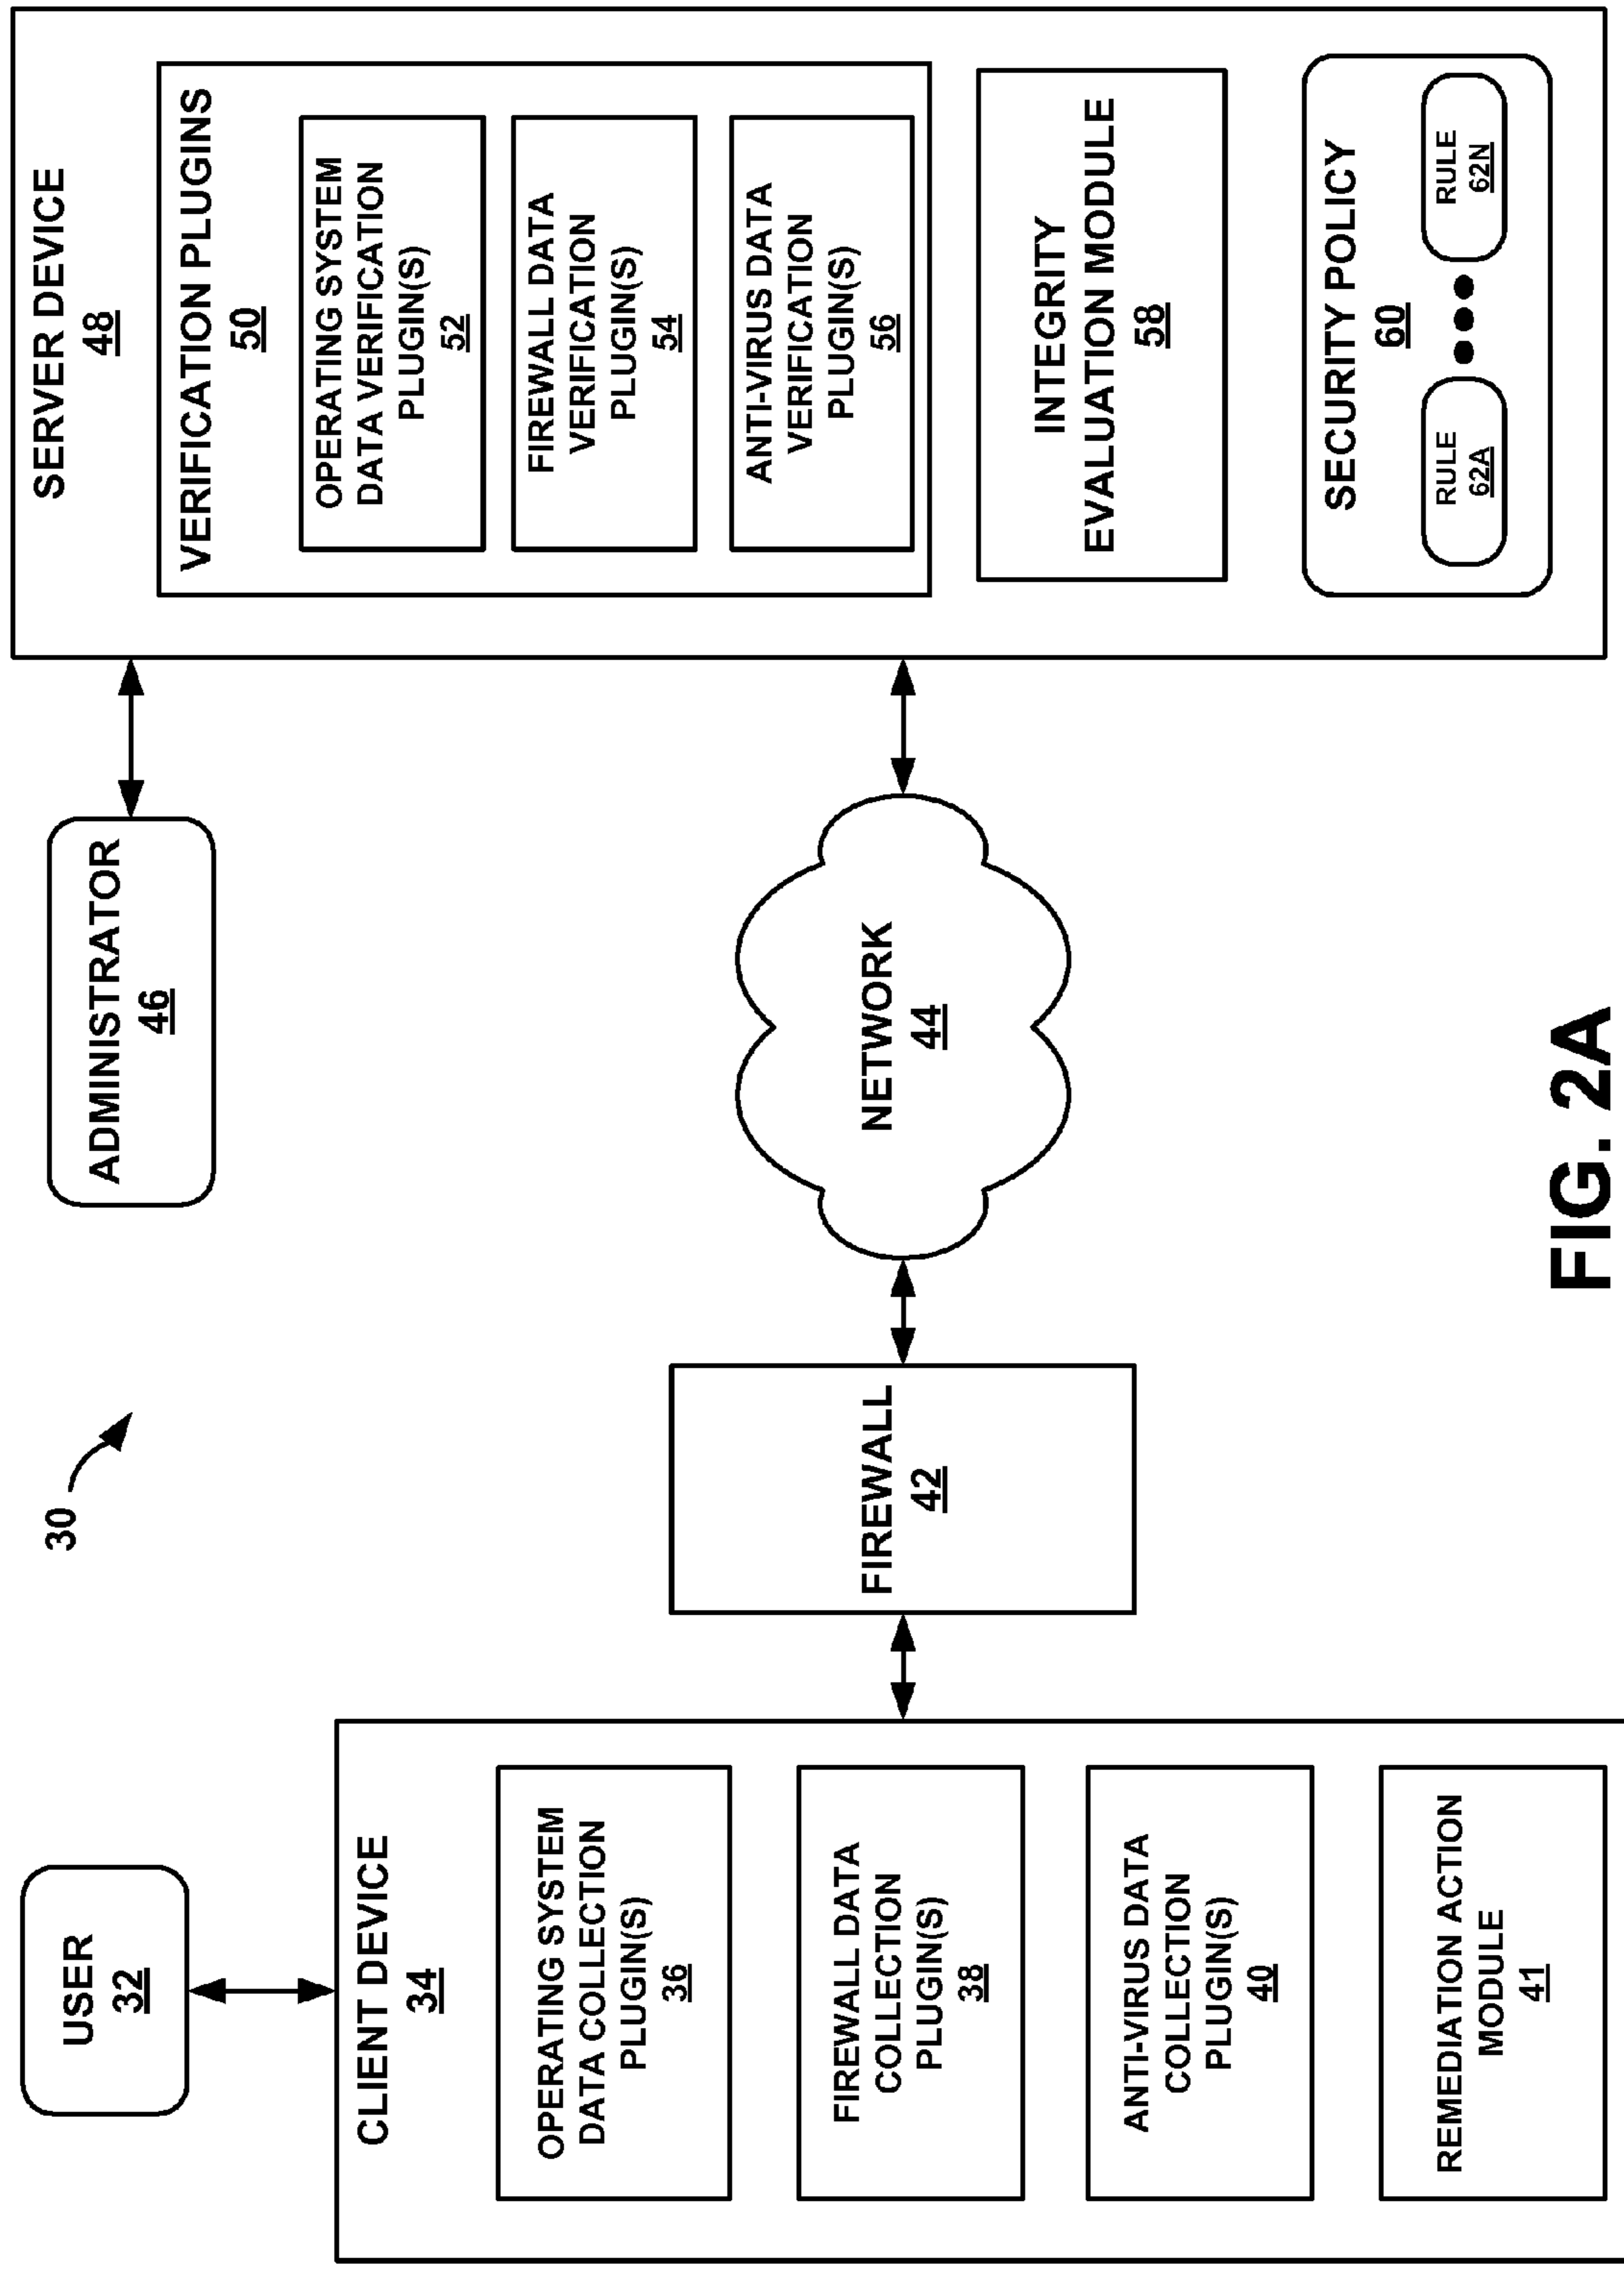 30
USER
32
CLIENT DEVICE
34
OPERATING SYSTEM
DATA COLLECTION
PLUGIN(S)
36
FIREWALL DATA
COLLECTION
PLUGIN(S)
38
ANTI-VIRUS DATA
COLLECTION
PLUGIN(S)
40
REMEDIATION ACTION
MODULE
41
FIREWALL
42
NETWORK
44
ADMINISTRATOR
46
SERVER DEVICE
48
VERIFICATION PLUGINS
50
OPERATING SYSTEM
DATA VERIFICATION
PLUGIN(S)
52
FIREWALL DATA
VERIFICATION
PLUGIN(S)
54
ANTI-VIRUS DATA
VERIFICATION
PLUGIN(S)
56
INTEGRITY
EVALUATION MODULE
58
SECURITY POLICY
60
RULE
62A
RULE
62N
FIG. 2A